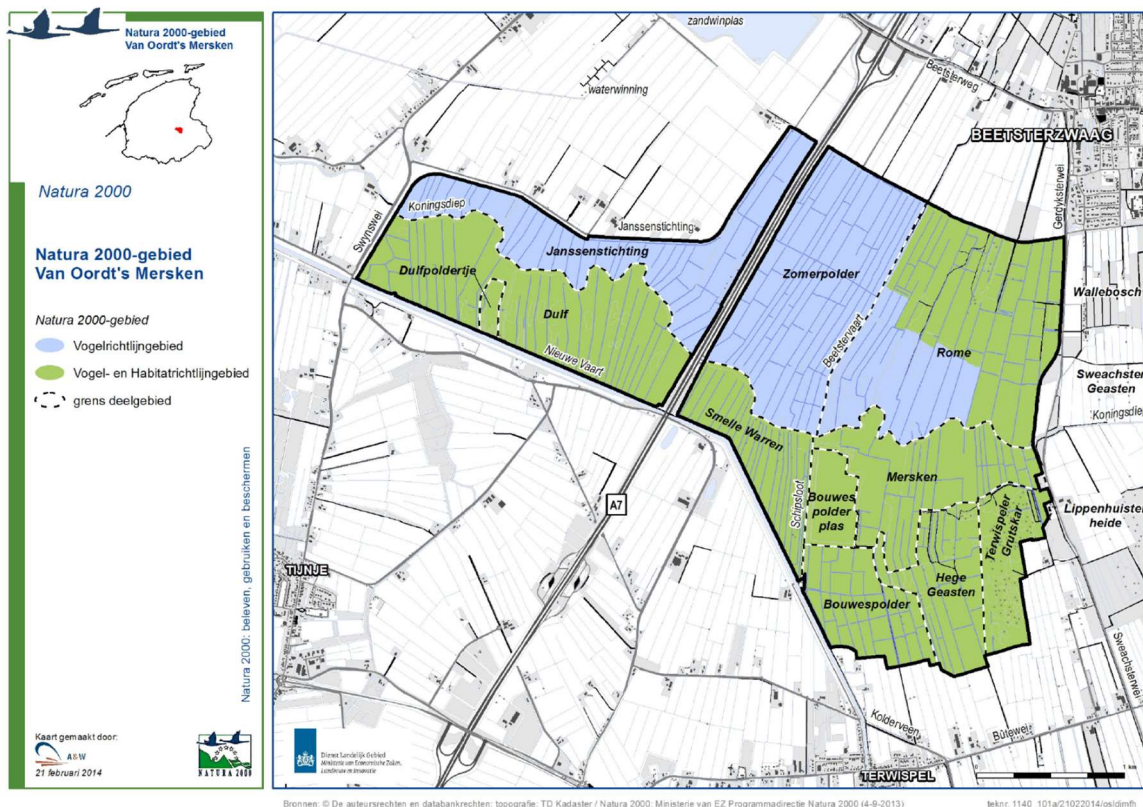 Natura 2000-gebied
Van Oordt's Mersken
Natura 2000
Natura 2000-gebied
Van Oordt's Mersken
Natura 2000-gebied
Vogelrichtlijngebied
Vogel- en Habitatrichtlijngebied
grens deelgebied
Natura 2000: beleven, gebruiken en beschermen
Kaart gemaakt door:
A&W
21 februari 2014
NATURA 2000
zandwinplas
waterwinning
Beetsterweg
BEETSTERZWAAG
Gerdyksterwei
Swynswei
Koningsdiep
Janssenstichting
Janssenstichting
Zomerpolder
Dulfpoldertje
Dulf
Nieuwe Vaart
Beetstervaart
Rome
Wallebosch
Sweachster
Geasten
Koningsdiep
Smelle Warren
Mersken
Schipsloot
Bouwes
polder
plas
Terwispeler
Grutskar
Lippenhuister
heide
Hege
Geasten
Bouwespolder
A7
TIJNJE
Sweachsterwei
Kolderveen
Bûtewei
TERWISPEL
1 km
Dienst Landelijk Gebied
Ministerie van Economische Zaken,
Landbouw en Innovatie
Bronnen: © De auteursrechten en databankrechten: topografie: TD Kadaster / Natura 2000: Ministerie van EZ Programmadirectie Natura 2000 (4-9-2013)